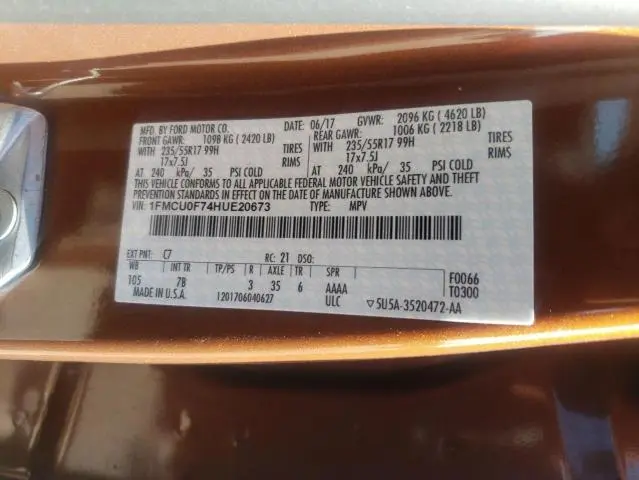 MFD. BY FORD MOTOR CO.
DATE: 06/17 GVWR: 2096 KG ( 4620 LB)
FRONT GAWR: 1098 KG ( 2420 LB) REAR GAWR: 1006 KG ( 2218 LB)
WITH 235/55R17 99H TIRES WITH 235/55R17 99H TIRES
17x7.5J RIMS 17x7.5J RIMS
AT 240 kPa/ 35 PSI COLD AT 240 kPa/ 35 PSI COLD
THIS VEHICLE CONFORMS TO ALL APPLICABLE FEDERAL MOTOR VEHICLE SAFETY AND THEFT
PREVENTION STANDARDS IN EFFECT ON THE DATE OF MANUFACTURE SHOWN ABOVE.
VIN: 1FMCU0F74HUE20673 TYPE: MPV
EXT PNT: C7 RC: 21 DSO:
WB INT TR TP/PS R AXLE TR SPR F0066
105 7B 3 35 6 AAAA T0300
MADE IN U.S.A. 1201706040627 ULC ▽5U5A-3520472-AA